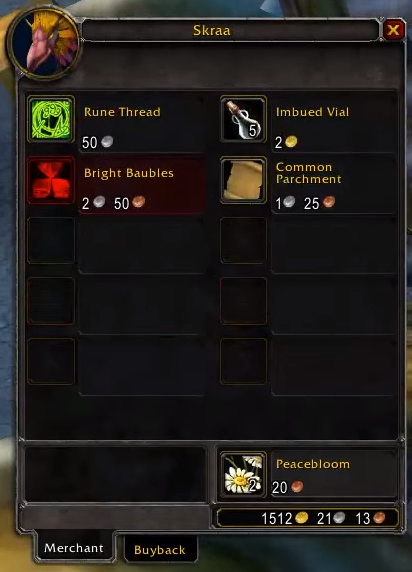 Skraa
Rune Thread
50
5
Imbued Vial
2
Bright Baubles
2 50
Common
Parchment
1 25
2
Peacebloom
20
1512 21 13
Merchant
Buyback